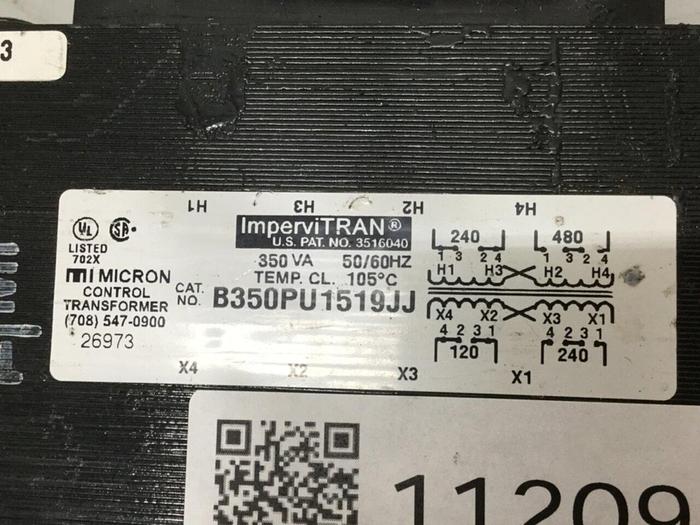 3
H1 H3 H2 H4
UL
LISTED
702X
SA
ImperviTRAN®
U.S. PAT. NO. 3516040
350 VA 50/60HZ
TEMP. CL. 105°C
mi MICRON
CONTROL
TRANSFORMER
(708) 547-0900
26973
CAT.
NO. B350PU1519JJ
240 480
1 3 2 4 1 3 2 4
H1 H3 H2 H4
X4 X2 X3 X1
4 2 3 1 4 2 3 1
120 240
X4 X2 X3 X1
11209